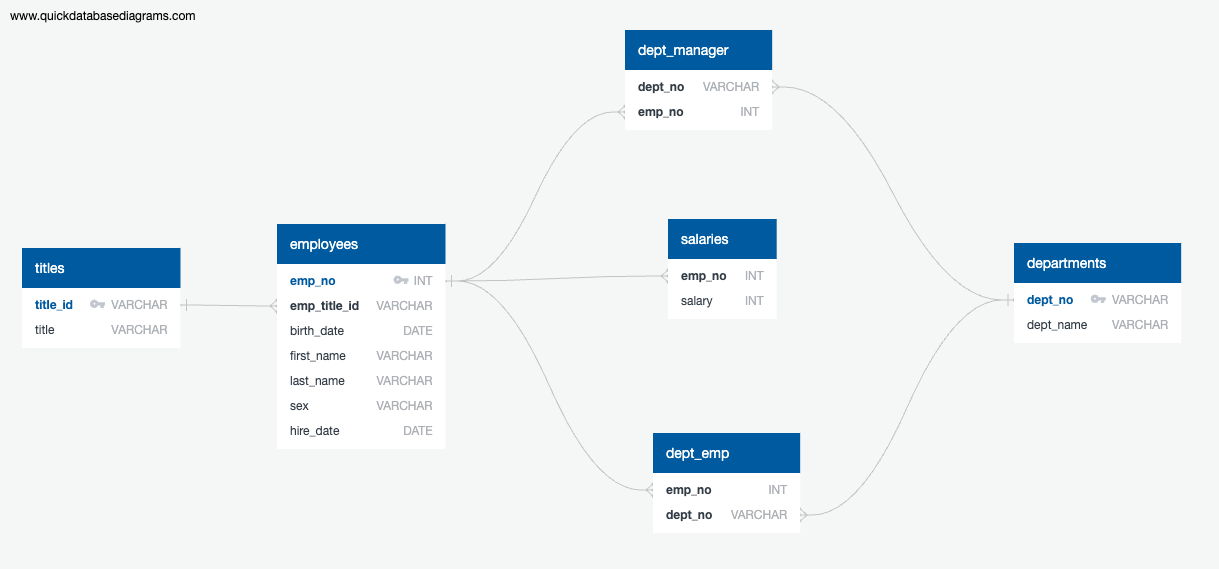 www.quickdatabasediagrams.com
dept_manager
dept_no VARCHAR
emp_no INT
titles
title_id VARCHAR
title VARCHAR
employees
emp_no INT
emp_title_id VARCHAR
birth_date DATE
first_name VARCHAR
last_name VARCHAR
sex VARCHAR
hire_date DATE
salaries
emp_no INT
salary INT
departments
dept_no VARCHAR
dept_name VARCHAR
dept_emp
emp_no INT
dept_no VARCHAR